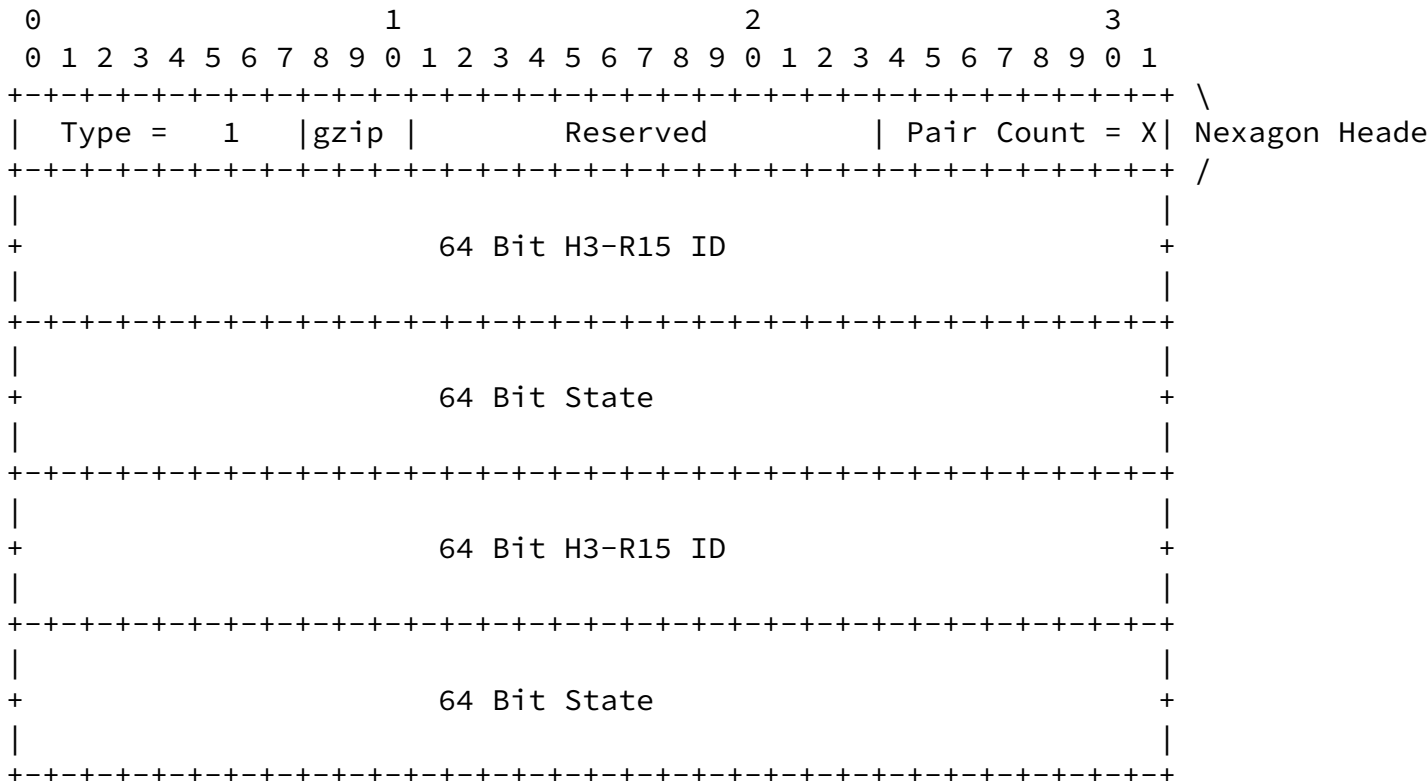 0                   1                   2                   3
 0 1 2 3 4 5 6 7 8 9 0 1 2 3 4 5 6 7 8 9 0 1 2 3 4 5 6 7 8 9 0 1
+-+-+-+-+-+-+-+-+-+-+-+-+-+-+-+-+-+-+-+-+-+-+-+-+-+-+-+-+-+-+-+-+ \
|  Type =   1   |gzip |        Reserved         | Pair Count = X| Nexagon Heade
+-+-+-+-+-+-+-+-+-+-+-+-+-+-+-+-+-+-+-+-+-+-+-+-+-+-+-+-+-+-+-+-+ /
|                                                               |
+                       64 Bit H3-R15 ID                        +
|                                                               |
+-+-+-+-+-+-+-+-+-+-+-+-+-+-+-+-+-+-+-+-+-+-+-+-+-+-+-+-+-+-+-+-+
|                                                               |
+                       64 Bit State                            +
|                                                               |
+-+-+-+-+-+-+-+-+-+-+-+-+-+-+-+-+-+-+-+-+-+-+-+-+-+-+-+-+-+-+-+-+
|                                                               |
+                       64 Bit H3-R15 ID                        +
|                                                               |
+-+-+-+-+-+-+-+-+-+-+-+-+-+-+-+-+-+-+-+-+-+-+-+-+-+-+-+-+-+-+-+-+
|                                                               |
+                       64 Bit State                            +
|                                                               |
+-+-+-+-+-+-+-+-+-+-+-+-+-+-+-+-+-+-+-+-+-+-+-+-+-+-+-+-+-+-+-+-+